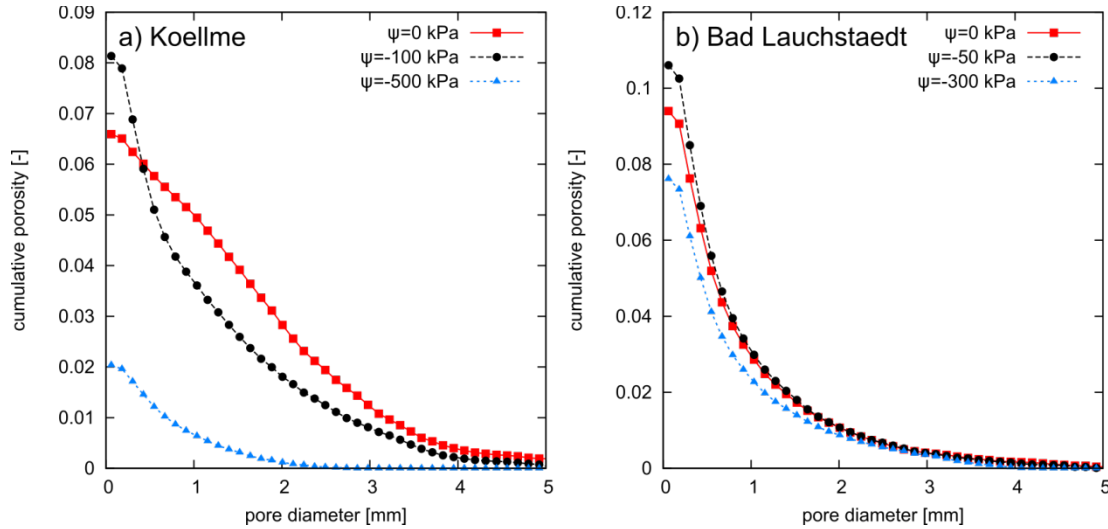 a) Koellme
ψ=0 kPa
ψ=-100 kPa
ψ=-500 kPa
0.09
0.08
0.07
0.06
0.05
0.04
0.03
0.02
0.01
0
cumulative porosity [-]
0 1 2 3 4 5
pore diameter [mm]
b) Bad Lauchstaedt
ψ=0 kPa
ψ=-50 kPa
ψ=-300 kPa
0.12
0.1
0.08
0.06
0.04
0.02
0
cumulative porosity [-]
0 1 2 3 4 5
pore diameter [mm]